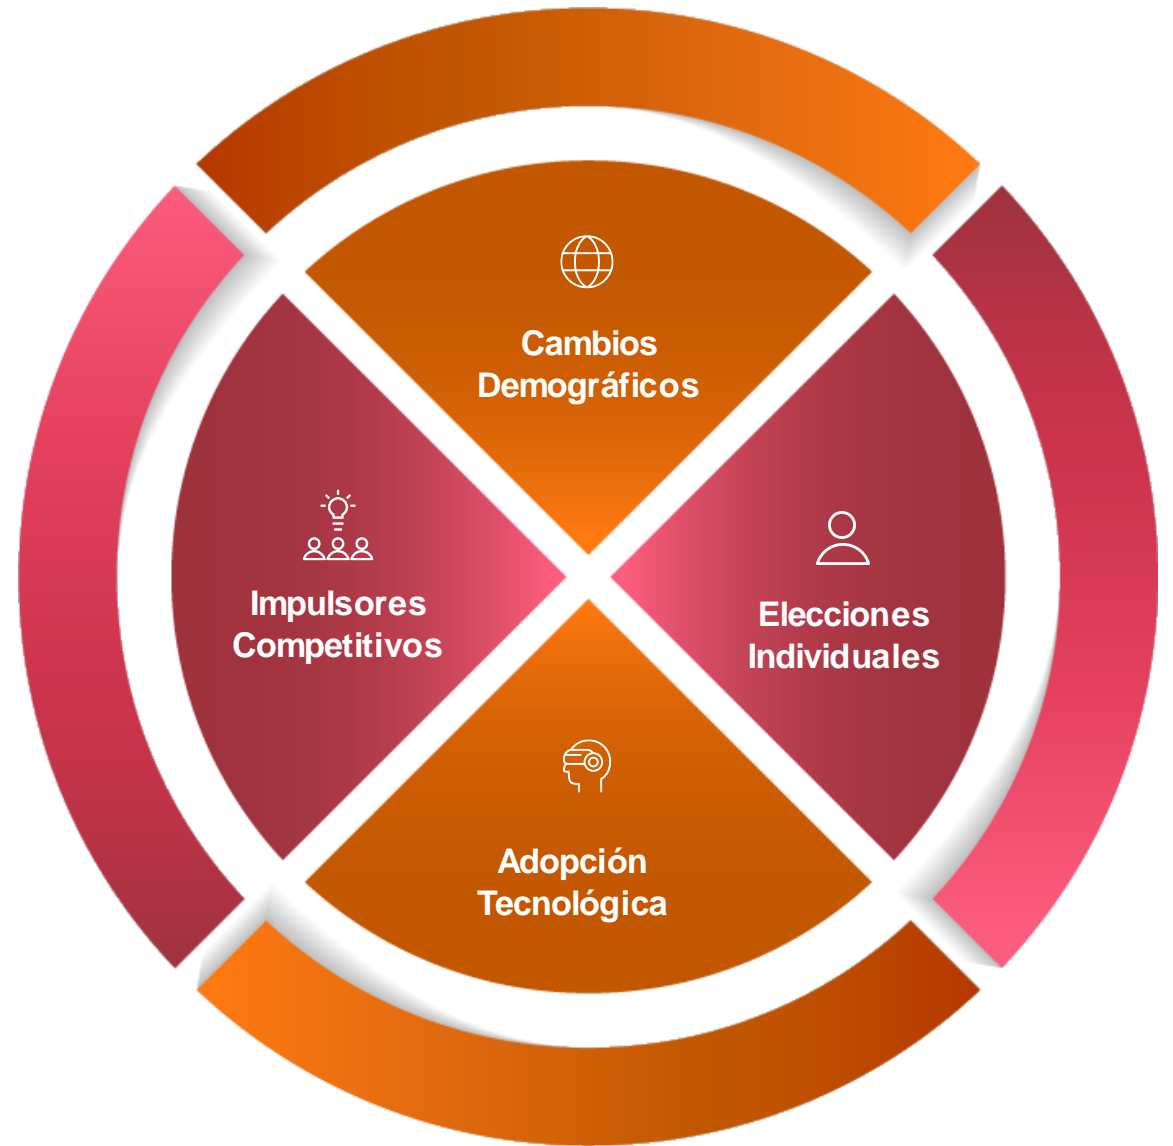 Cambios
Demográficos
Impulsores
Competitivos
Elecciones
Individuales
Adopción
Tecnológica